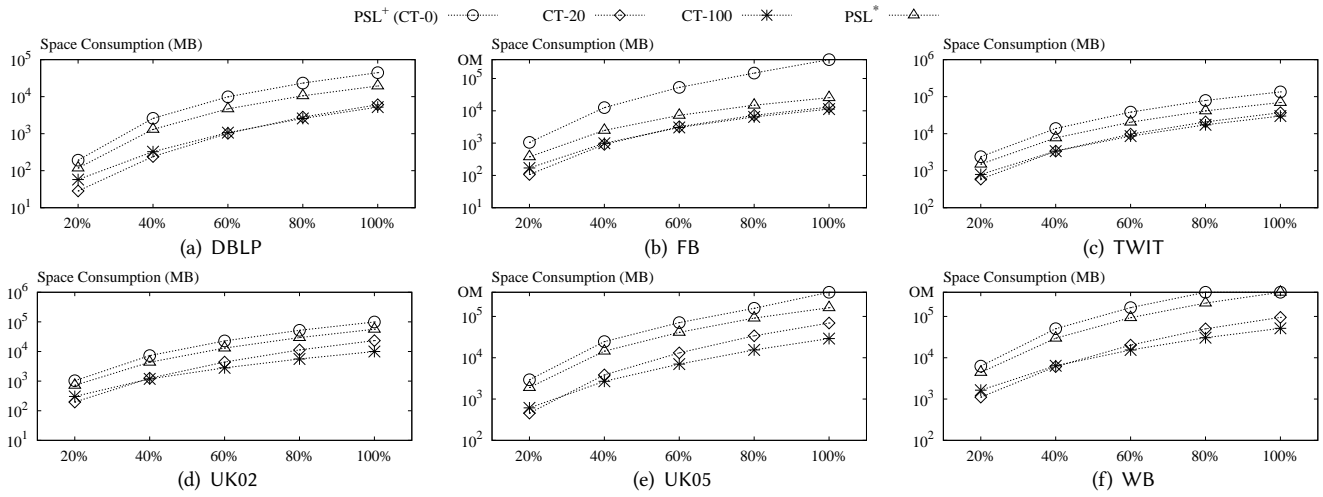 PSL+ (CT-0) CT-20 CT-100 PSL*
Space Consumption (MB) Space Consumption (MB) Space Consumption (MB)
10^5 OM 10^6
10^4 10^5 10^5
10^3 10^4 10^4
10^2 10^3 10^3
10^1 10^2 10^2
10^1
20% 40% 60% 80% 100% 20% 40% 60% 80% 100% 20% 40% 60% 80% 100%
(a) DBLP (b) FB (c) TWIT
Space Consumption (MB) Space Consumption (MB) Space Consumption (MB)
10^6 OM OM
10^5 10^5 10^5
10^4 10^4 10^4
10^3 10^3 10^3
10^2 10^2 10^2
10^1
20% 40% 60% 80% 100% 20% 40% 60% 80% 100% 20% 40% 60% 80% 100%
(d) UK02 (e) UK05 (f) WB